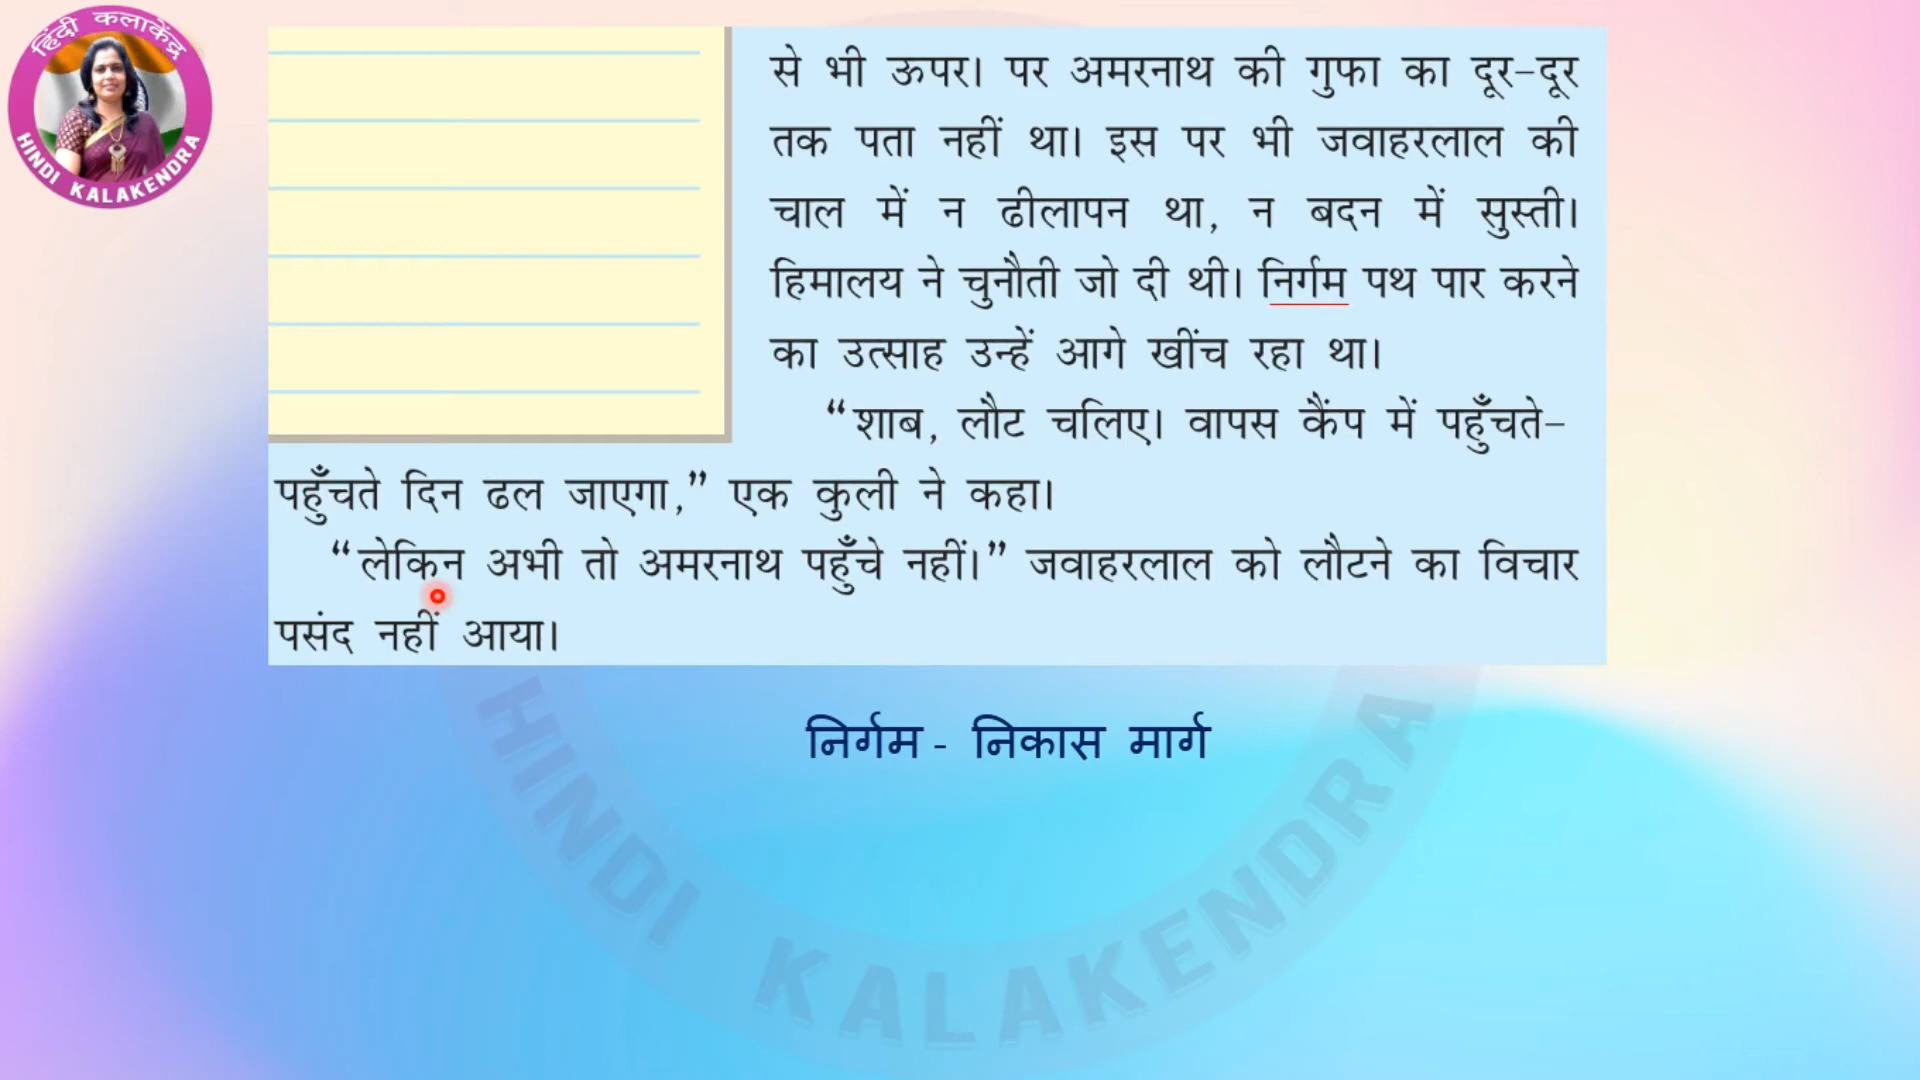 हिंदी कलाकेंद्र
HINDI KALAKENDRA
से भी ऊपर। पर अमरनाथ की गुफा का दूर-दूर
तक पता नहीं था। इस पर भी जवाहरलाल की
चाल में न ढीलापन था, न बदन में सुस्ती।
हिमालय ने चुनौती जो दी थी। निर्गम पथ पार करने
का उत्साह उन्हें आगे खींच रहा था।
“शाब, लौट चलिए। वापस कैंप में पहुँचते-
पहुँचते दिन ढल जाएगा,” एक कुली ने कहा।
“लेकिन अभी तो अमरनाथ पहुँचे नहीं।” जवाहरलाल को लौटने का विचार
पसंद नहीं आया।
निर्गम - निकास मार्ग
HINDI KALAKENDRA